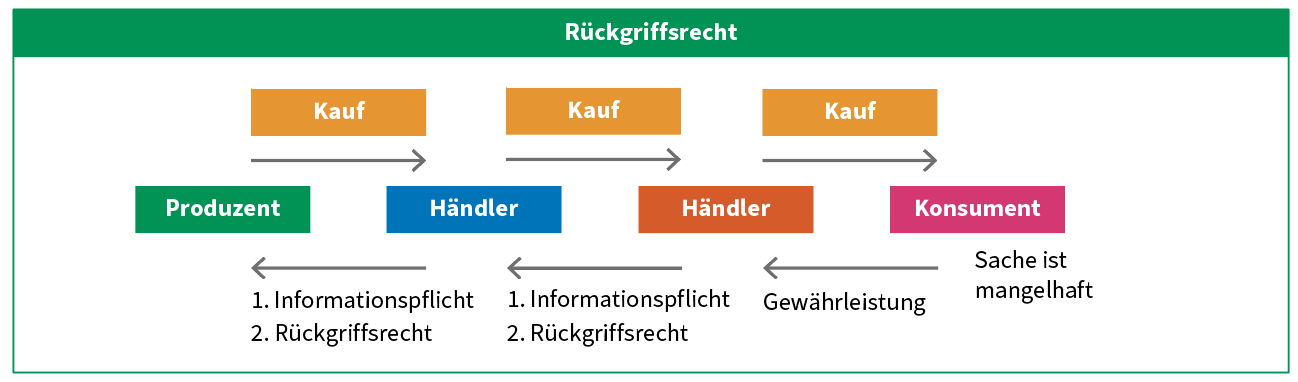 Rückgriffsrecht
Kauf
Kauf
Kauf
Produzent
Händler
Händler
Konsument
1. Informationspflicht
2. Rückgriffsrecht
1. Informationspflicht
2. Rückgriffsrecht
Gewährleistung
Sache ist
mangelhaft